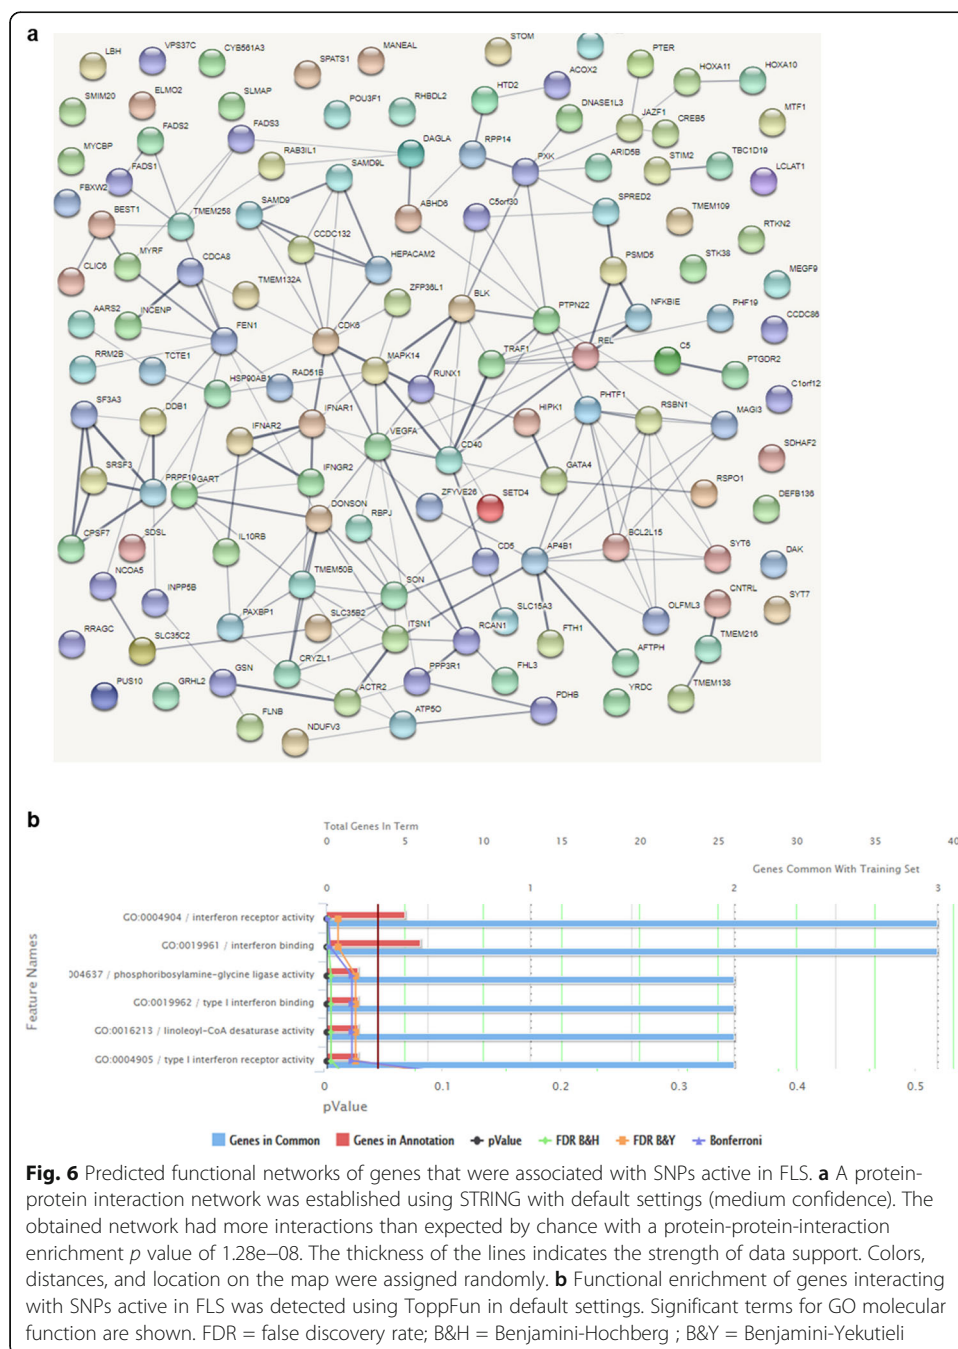 a
STOM
LBH
VPS37C
CYB561A3
MANEAL
PTER
SPATS1
ACOX2
HOXA11
HOXA10
SMIM20
ELMO2
SLMAP
POU3F1
RHBDL2
HTD2
DNASE1L3
JAZF1
MTF1
FADS2
FADS3
DAGLA
RPP14
CREB5
MYCBP
RAB3IL1
SAMD9L
PXK
ARID5B
STIM2
TBC1D19
FADS1
LCLAT1
FBXW2
ABHD6
C5orf30
SPRED2
BEST1
TMEM258
SAMD9
TMEM109
CCDC132
RTKN2
MYRF
CDCA8
HEPACAM2
PSMD5
STK38
CLIC6
TMEM132A
ZFP36L1
BLK
MEGF9
AARS2
INCENP
PTPN22
NFKBIE
PHF19
FEN1
CDK6
CCDC86
RRM2B
TCTE1
MAPK14
TRAF1
REL
C5
PTGDR2
HSP90AB1
RAD51B
RUNX1
C1orf12
SF3A3
DDB1
IFNAR1
HIPK1
PHTF1
RSBN1
MAGI3
IFNAR2
VEGFA
CD40
SDHAF2
SRSF3
PRPF19
GART
IFNGR2
GATA4
RSPO1
ZFYVE26
SETD4
DEFB136
DONSON
RBPJ
CPSF7
SDSL
IL10RB
BCL2L15
SYT6
CD5
AP4B1
DAK
NCOA5
INPP5B
TMEM50B
SON
CNTRL
PAXBP1
SLC35B2
SLC15A3
OLFML3
SYT7
RRAGC
SLC35C2
ITSN1
RCAN1
FTH1
TMEM216
CRYZL1
AFTPH
GSN
PPP3R1
FHL3
PUS10
GRHL2
ACTR2
YRDC
TMEM138
PDHB
FLNB
ATP5O
NDUFV3
b
Total Genes In Term
0 5 10 15 20 25 30 35 40
Genes Common With Training Set
0 1 2 3
Feature Names
GO:0004904 / interferon receptor activity
GO:0019961 / interferon binding
004637 / phosphoribosylamine-glycine ligase activity
GO:0019962 / type I interferon binding
GO:0016213 / linoleoyl-CoA desaturase activity
GO:0004905 / type I interferon receptor activity
0 0.1 0.2 0.3 0.4 0.5
pValue
Genes in Common Genes in Annotation pValue FDR B&H FDR B&Y Bonferroni
Fig. 6 Predicted functional networks of genes that were associated with SNPs active in FLS. a A protein-
protein interaction network was established using STRING with default settings (medium confidence). The
obtained network had more interactions than expected by chance with a protein-protein-interaction
enrichment p value of 1.28e−08. The thickness of the lines indicates the strength of data support. Colors,
distances, and location on the map were assigned randomly. b Functional enrichment of genes interacting
with SNPs active in FLS was detected using ToppFun in default settings. Significant terms for GO molecular
function are shown. FDR = false discovery rate; B&H = Benjamini-Hochberg ; B&Y = Benjamini-Yekutieli